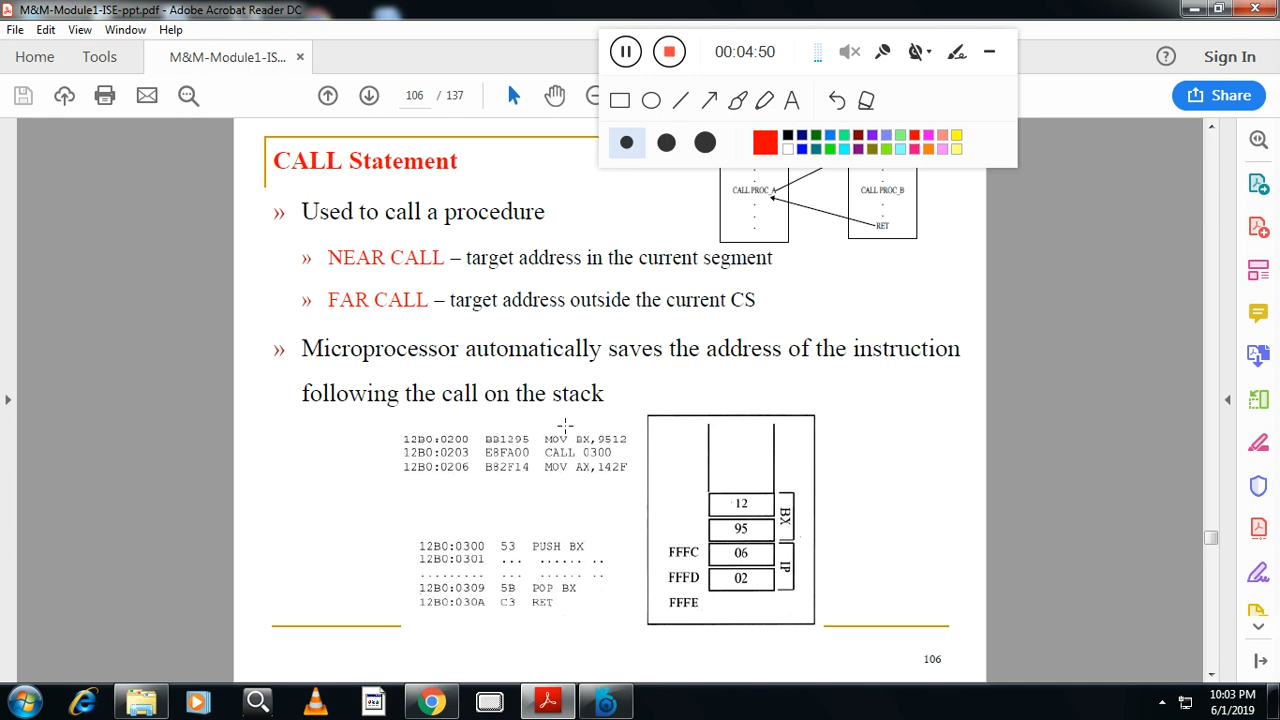 M&M-Module1-ISE-ppt.pdf - Adobe Acrobat Reader DC
File Edit View Window Help
00:04:50
Home Tools M&M-Module1-IS... × Sign In
106 / 137 Share
CALL Statement
CALL PROC_A CALL PROC_B
RET
» Used to call a procedure
» NEAR CALL – target address in the current segment
» FAR CALL – target address outside the current CS
» Microprocessor automatically saves the address of the instruction
following the call on the stack
12B0:0200 BB1295 MOV BX,9512
12B0:0203 E8FA00 CALL 0300
12B0:0206 B82F14 MOV AX,142F
12B0:0300 53 PUSH BX
12B0:0301 ... ...... ..
......... ... ...... ..
12B0:0309 5B POP BX
12B0:030A C3 RET
12
95
BX
FFFC 06
FFFD 02
IP
FFFE
106
10:03 PM
6/1/2019